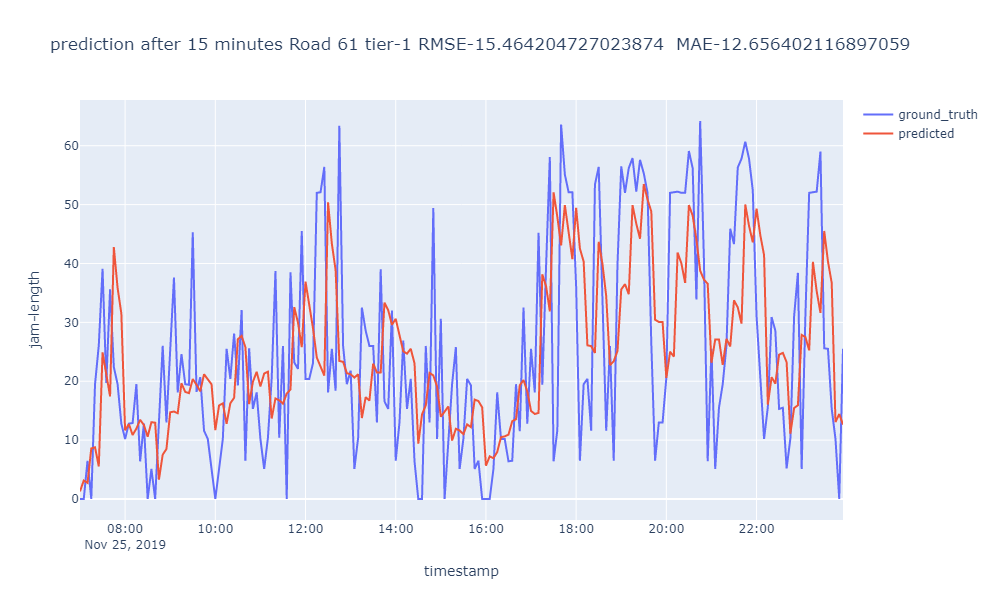 prediction after 15 minutes Road 61 tier-1 RMSE-15.464204727023874  MAE-12.656402116897059
ground_truth
predicted
60
50
40
30
20
10
0
jam-length
08:00 10:00 12:00 14:00 16:00 18:00 20:00 22:00
Nov 25, 2019
timestamp